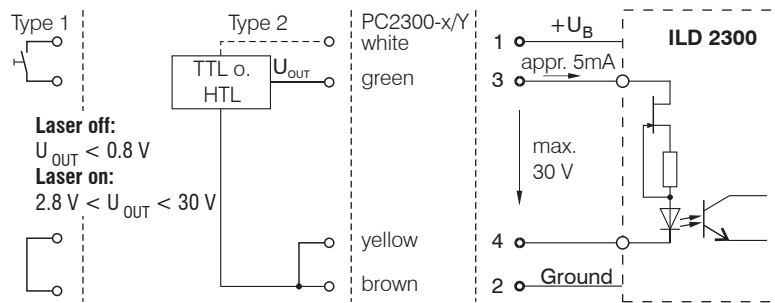 Type 1
Type 2
PC2300-x/Y
white
1
+U_B
ILD 2300
TTL o.
HTL
U_OUT
green
3
appr. 5mA
Laser off:
U_OUT < 0.8 V
Laser on:
2.8 V < U_OUT < 30 V
max.
30 V
yellow
4
brown
2
Ground